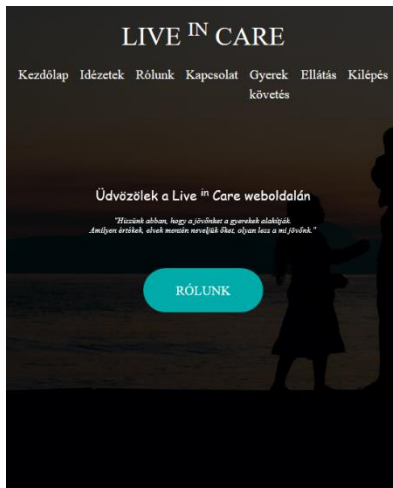 LIVE IN CARE
Kezdőlap Idézetek Rólunk Kapcsolat Gyerek követés Ellátás Kilépés
Üdvözölek a Live in Care weboldalán
"Hiszünk abban, hogy a jövőnket a gyerekek alakítják.
Amilyen értékek, elvek mentén neveljük őket, olyan lesz a mi jövőnk."
RÓLUNK